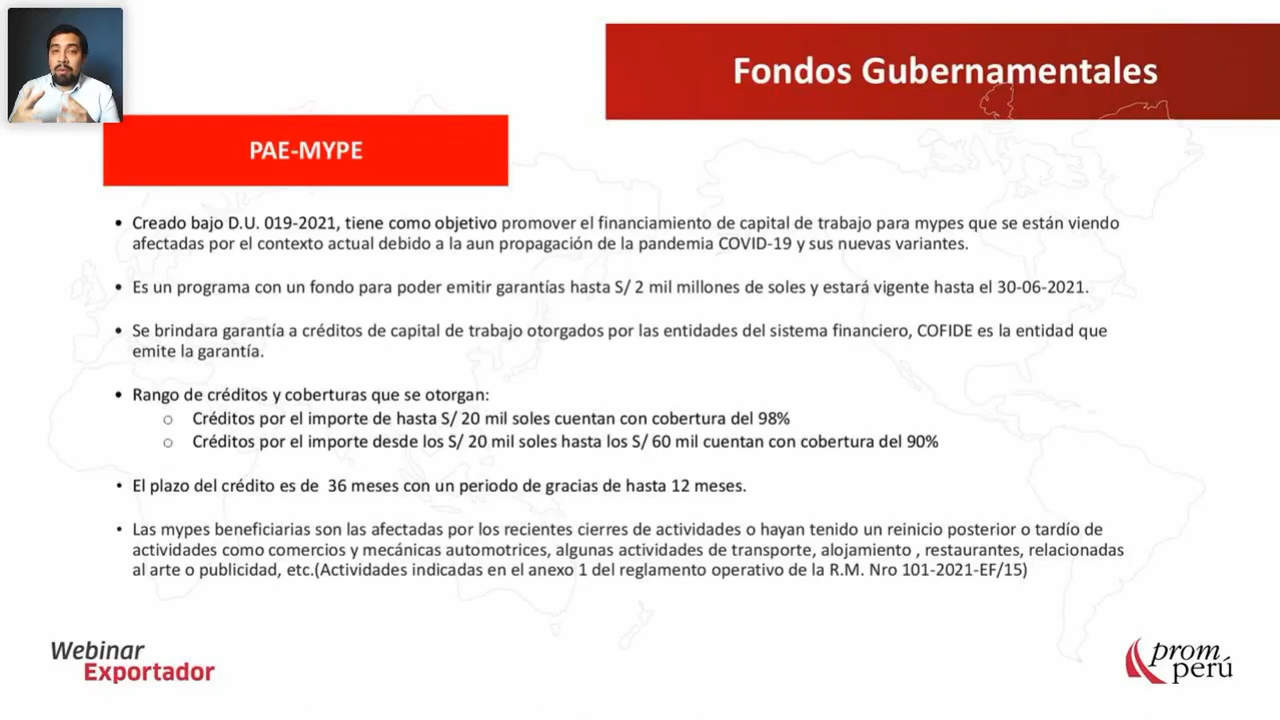 Fondos Gubernamentales
PAE-MYPE
• Creado bajo D.U. 019-2021, tiene como objetivo promover el financiamiento de capital de trabajo para mypes que se están viendo
afectadas por el contexto actual debido a la aun propagación de la pandemia COVID-19 y sus nuevas variantes.
• Es un programa con un fondo para poder emitir garantías hasta S/ 2 mil millones de soles y estará vigente hasta el 30-06-2021.
• Se brindara garantía a créditos de capital de trabajo otorgados por las entidades del sistema financiero, COFIDE es la entidad que
emite la garantía.
• Rango de créditos y coberturas que se otorgan:
○ Créditos por el importe de hasta S/ 20 mil soles cuentan con cobertura del 98%
○ Créditos por el importe desde los S/ 20 mil soles hasta los S/ 60 mil cuentan con cobertura del 90%
• El plazo del crédito es de 36 meses con un periodo de gracias de hasta 12 meses.
• Las mypes beneficiarias son las afectadas por los recientes cierres de actividades o hayan tenido un reinicio posterior o tardío de
actividades como comercios y mecánicas automotrices, algunas actividades de transporte, alojamiento , restaurantes, relacionadas
al arte o publicidad, etc.(Actividades indicadas en el anexo 1 del reglamento operativo de la R.M. Nro 101-2021-EF/15)
Webinar
Exportador
prom
perú